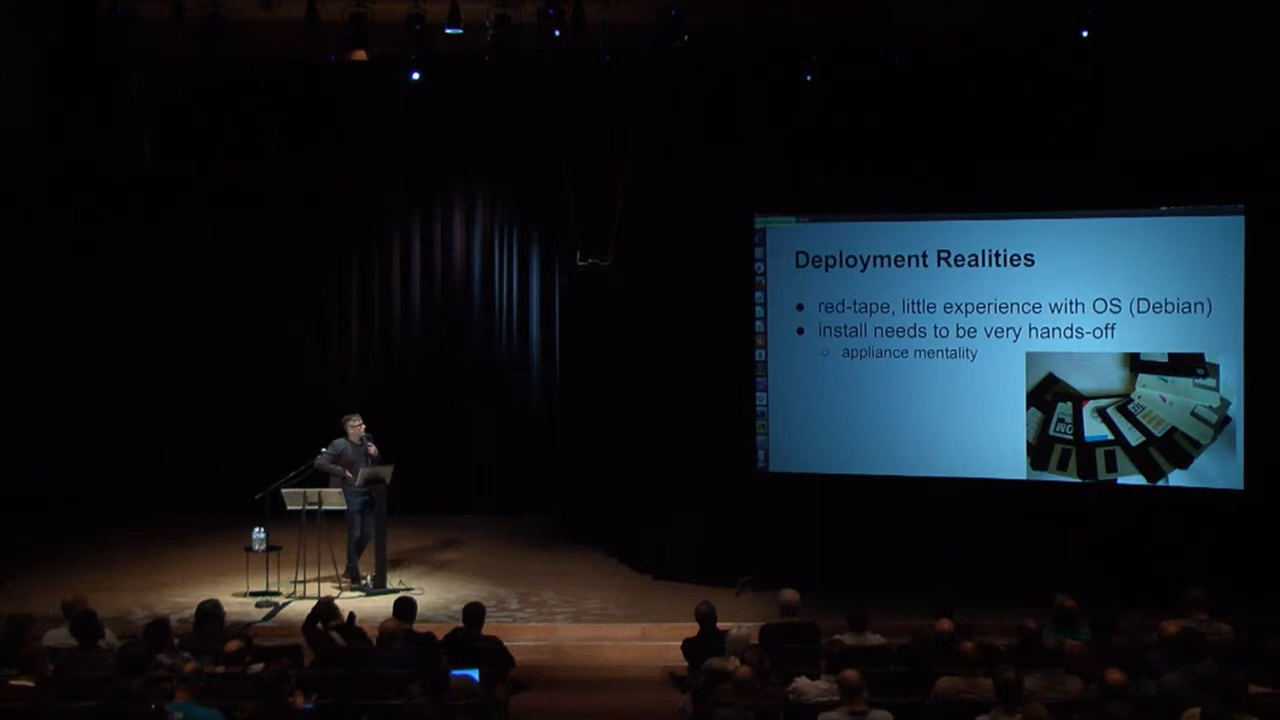 Deployment Realities
● red-tape, little experience with OS (Debian)
● install needs to be very hands-off
○ appliance mentality